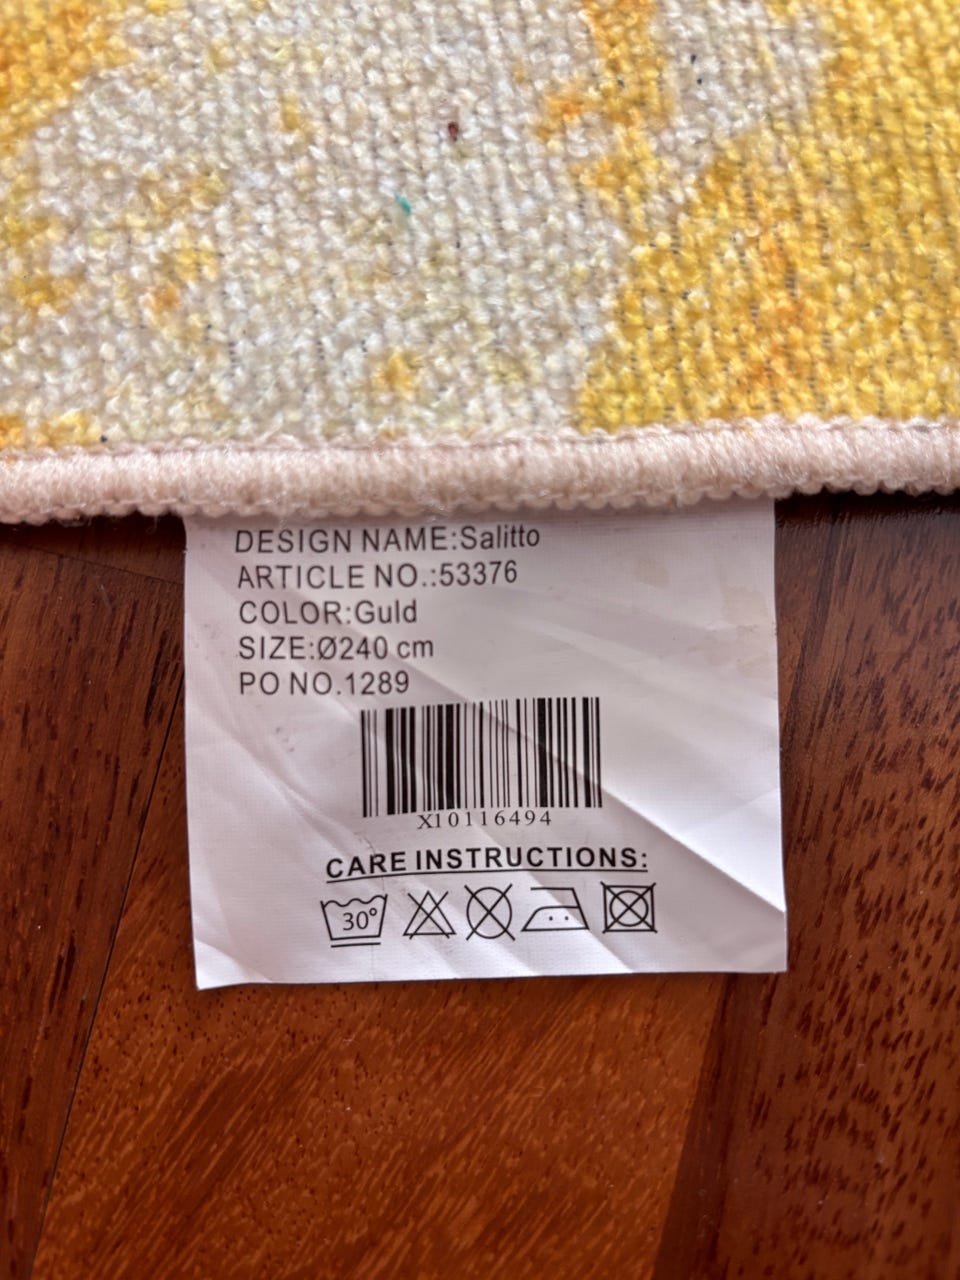 DESIGN NAME:Salitto
ARTICLE NO.:53376
COLOR:Guld
SIZE:Ø240 cm
PO NO.1289
X10116494
CARE INSTRUCTIONS:
30°